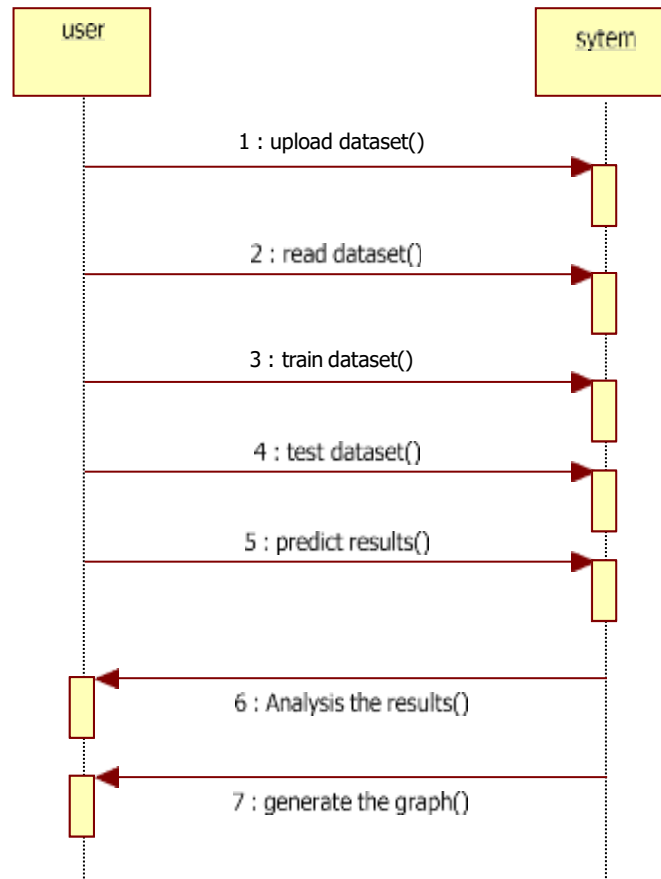 user
sytem
1 : upload dataset()
2 : read dataset()
3 : train dataset()
4 : test dataset()
5 : predict results()
6 : Analysis the results()
7 : generate the graph()